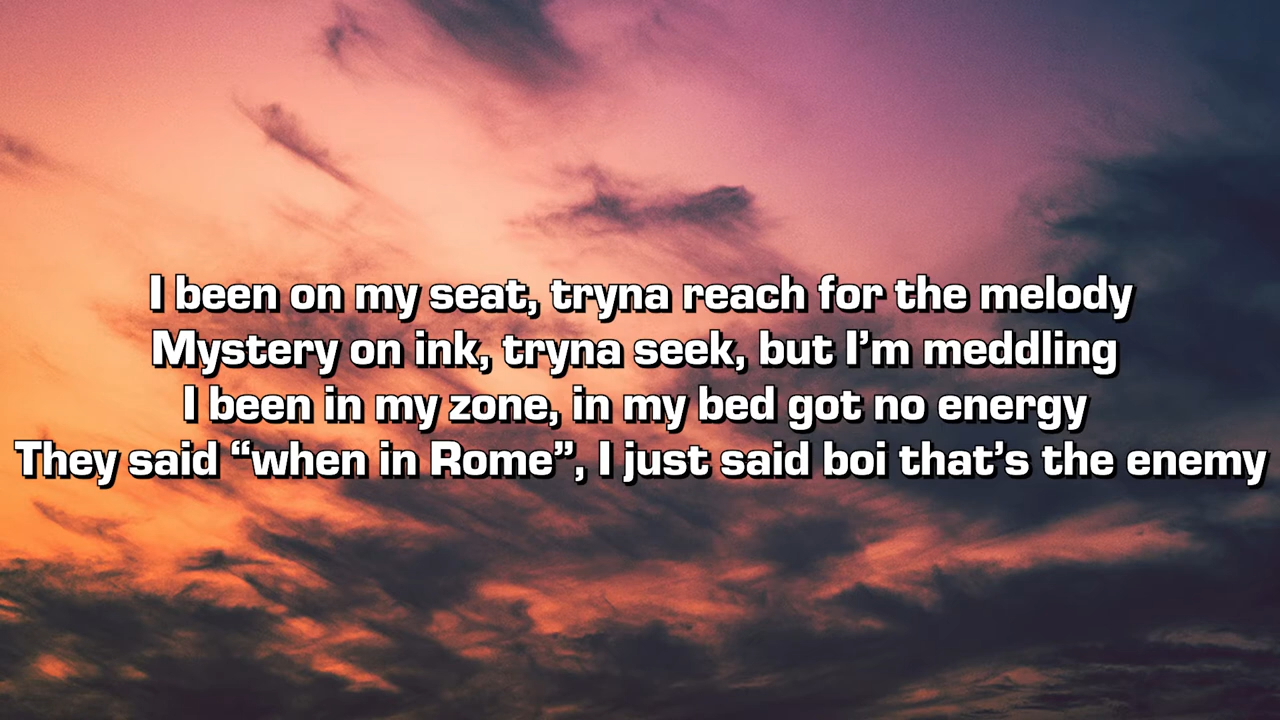 I been on my seat, tryna reach for the melody
Mystery on ink, tryna seek, but I’m meddling
I been in my zone, in my bed got no energy
They said “when in Rome”, I just said boi that’s the enemy